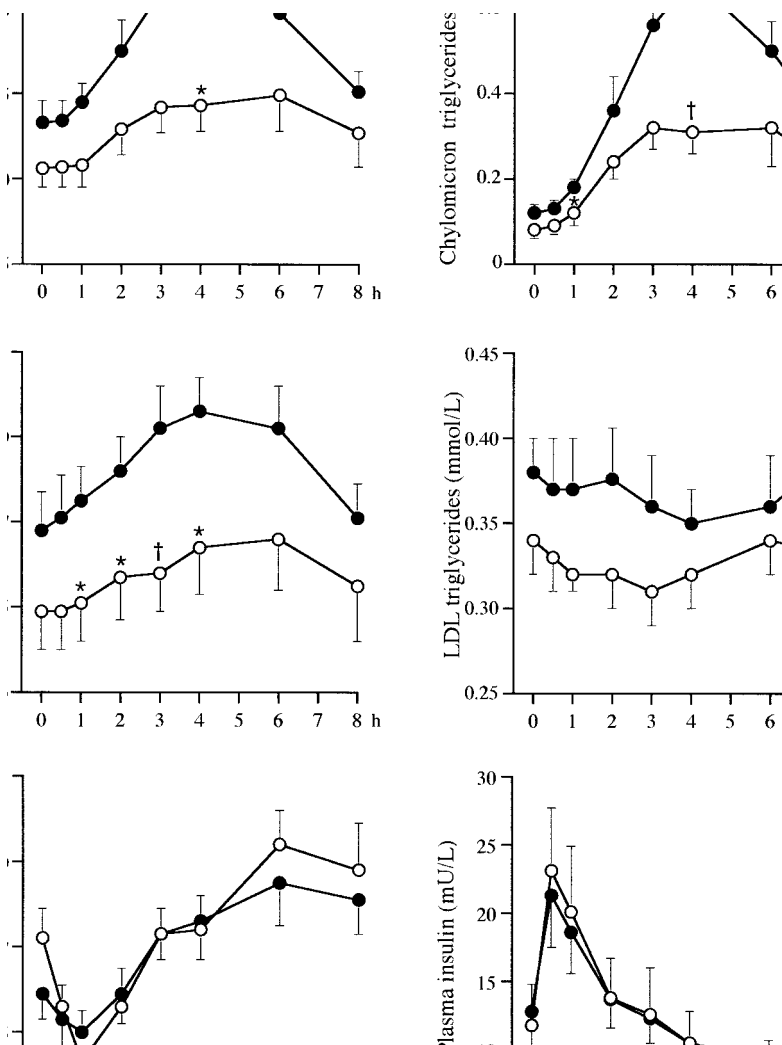 Chylomicron triglycerides
0.4
0.2
0
*
†
*
0 1 2 3 4 5 6 7 8 h
0 1 2 3 4 5 6
LDL triglycerides (mmol/L)
0.45
0.40
0.35
0.30
0.25
* * † *
0 1 2 3 4 5 6 7 8 h
0 1 2 3 4 5 6
Plasma insulin (mU/L)
30
25
20
15